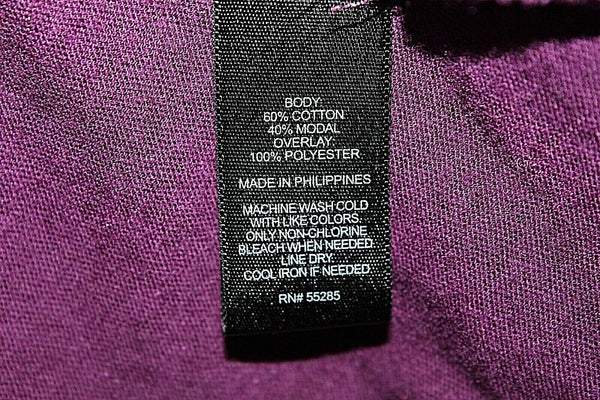 BODY:
60% COTTON
40% MODAL
OVERLAY:
100% POLYESTER
MADE IN PHILIPPINES
MACHINE WASH COLD
WITH LIKE COLORS.
ONLY NON-CHLORINE
BLEACH WHEN NEEDED.
LINE DRY.
COOL IRON IF NEEDED.
RN# 55285